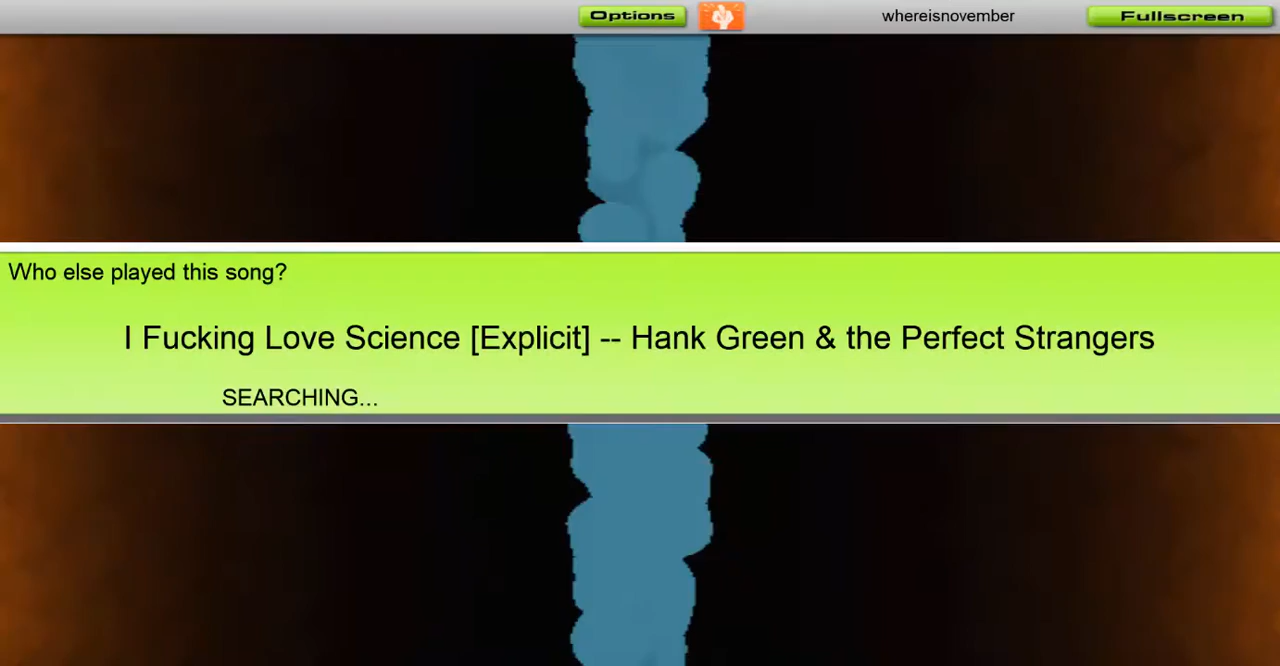 Options
whereisnovember
Fullscreen
Who else played this song?
I Fucking Love Science [Explicit] -- Hank Green & the Perfect Strangers
SEARCHING...